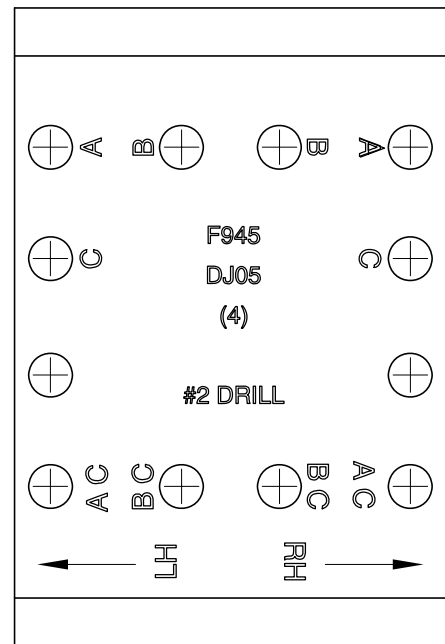 A B B A
F945
C DJ05 C
(4)
#2 DRILL
A C B C B C A C
LH RH